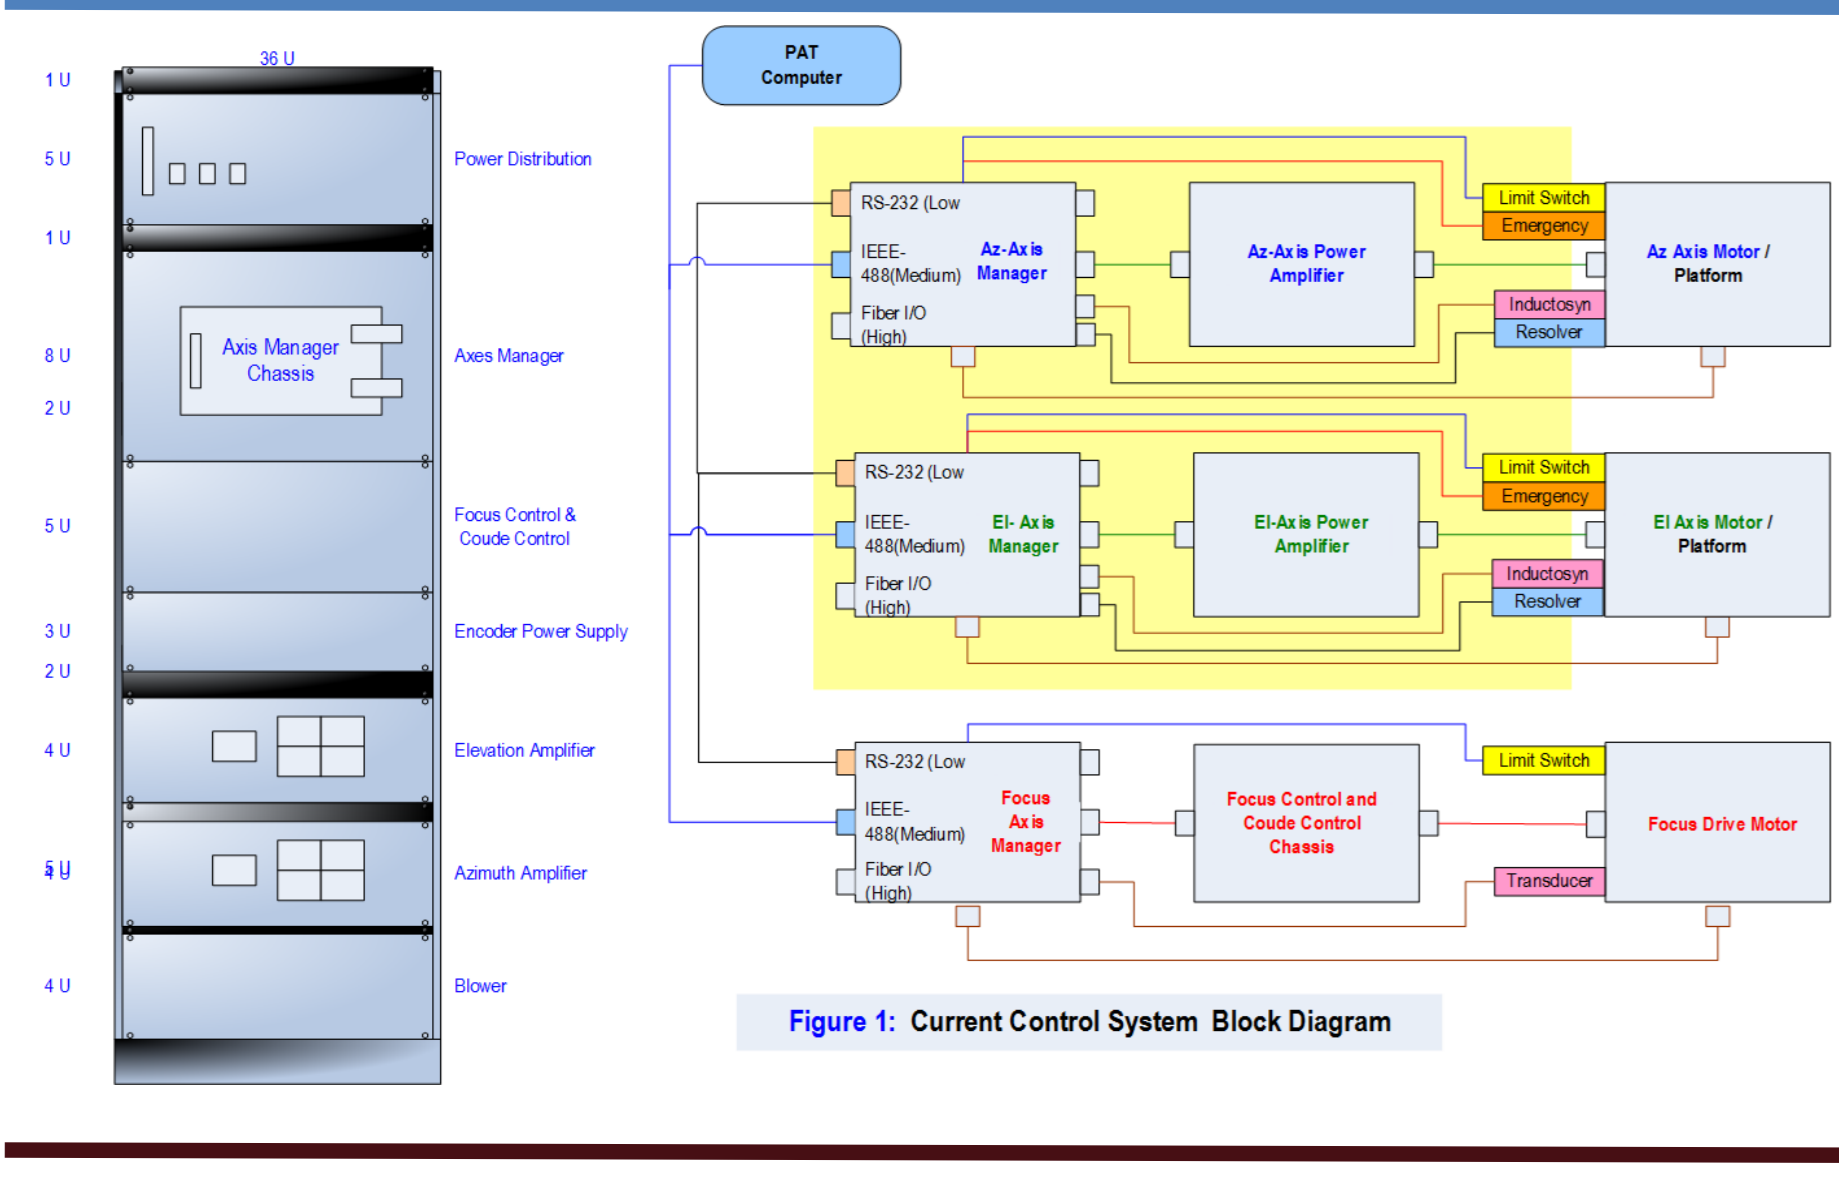 36 U
1 U
5 U
Power Distribution
1 U
8 U
Axis Manager
Chassis
Axes Manager
2 U
5 U
Focus Control &
Coude Control
3 U
Encoder Power Supply
2 U
4 U
Elevation Amplifier
5 U
4 U
Azimuth Amplifier
4 U
Blower
PAT
Computer
RS-232 (Low
IEEE-
488(Medium)
Fiber I/O
(High)
Az-Axis
Manager
Az-Axis Power
Amplifier
Limit Switch
Emergency
Inductosyn
Resolver
Az Axis Motor /
Platform
RS-232 (Low
IEEE-
488(Medium)
Fiber I/O
(High)
El- Axis
Manager
El-Axis Power
Amplifier
Limit Switch
Emergency
Inductosyn
Resolver
El Axis Motor /
Platform
RS-232 (Low
IEEE-
488(Medium)
Fiber I/O
(High)
Focus
Axis
Manager
Focus Control and
Coude Control
Chassis
Limit Switch
Transducer
Focus Drive Motor
Figure 1: Current Control System Block Diagram